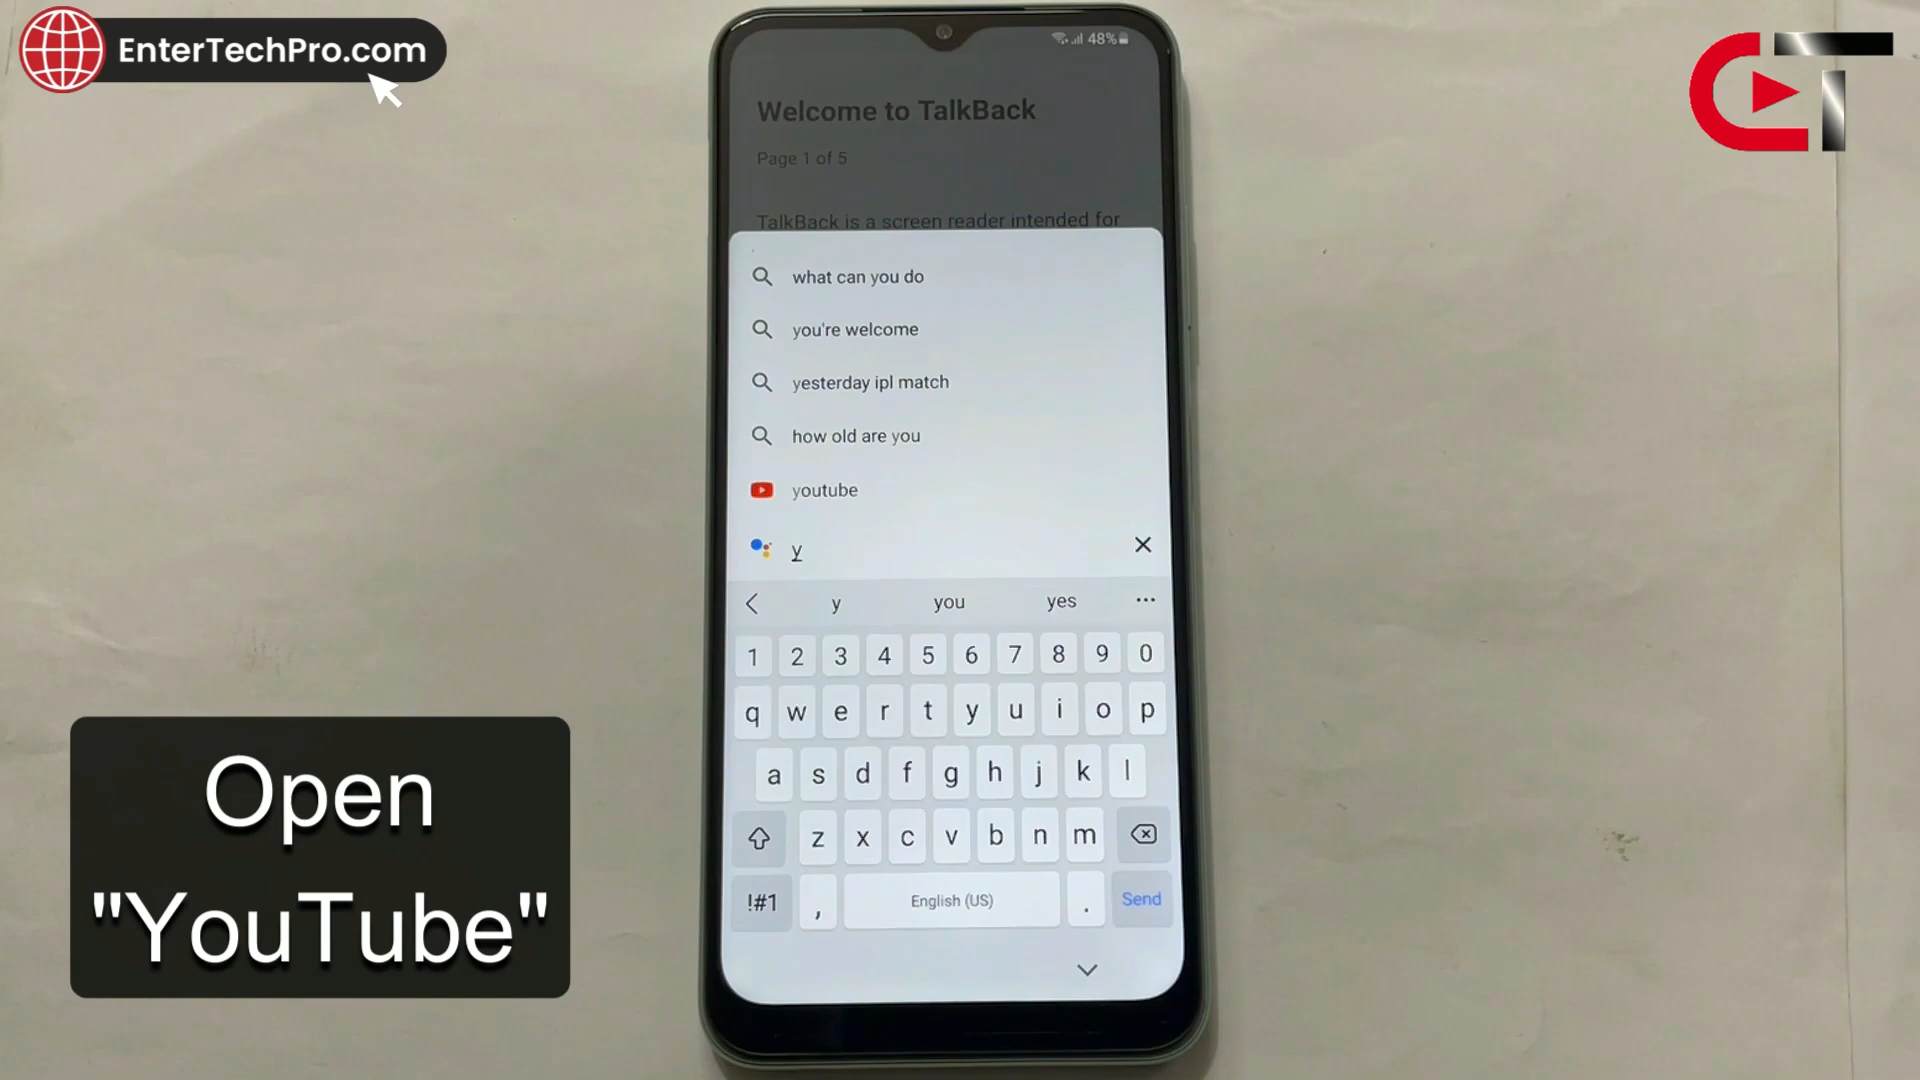 EnterTechPro.com
48%
Welcome to TalkBack
Page 1 of 5
TalkBack is a screen reader intended for
what can you do
you're welcome
yesterday ipl match
how old are you
youtube
y
y you yes
1 2 3 4 5 6 7 8 9 0
q w e r t y u i o p
a s d f g h j k l
z x c v b n m
!#1 , English (US) . Send
Open
"YouTube"